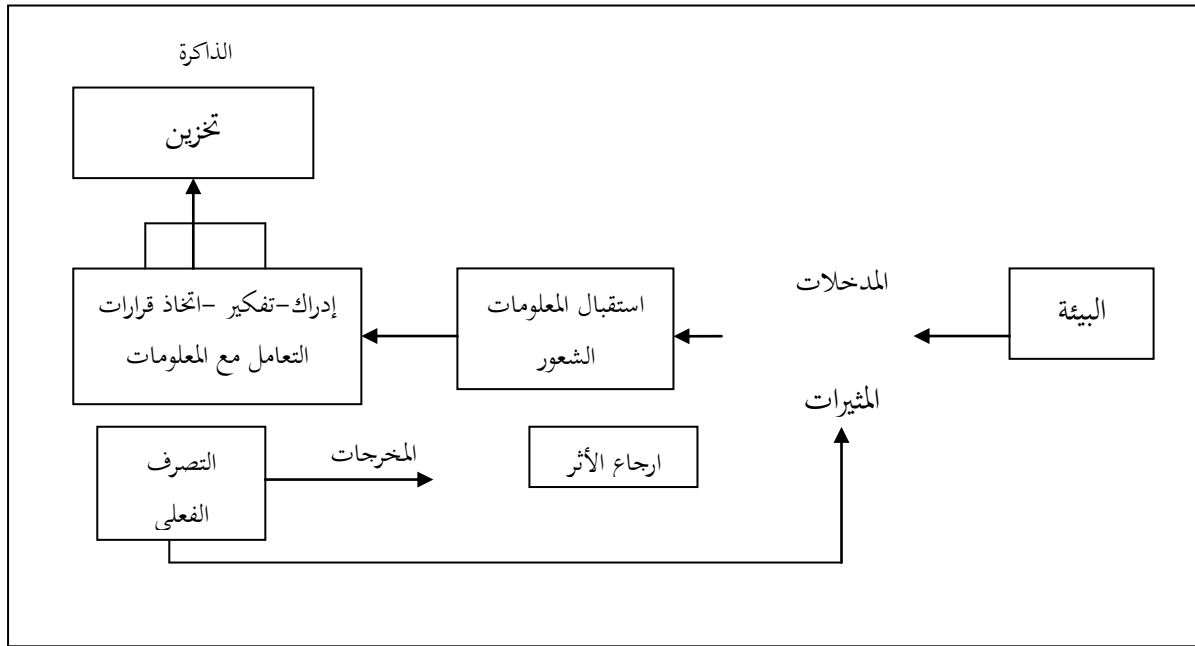 الذاكرة
تخزين
البيئة
المدخلات
المثيرات
استقبال المعلومات
الشعور
إدراك–تفكير –اتخاذ قرارات
التعامل مع المعلومات
التصرف
الفعلي
المخرجات
ارجاع الأثر